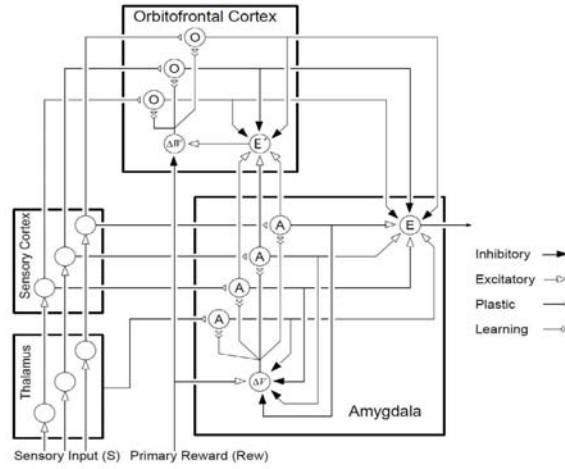 Orbitofrontal Cortex
O
O
O
ΔW
E'
Sensory Cortex
A
A
A
A
E
Inhibitory
Excitatory
Plastic
Learning
Thalamus
ΔV
Amygdala
Sensory Input (S)
Primary Reward (Rew)